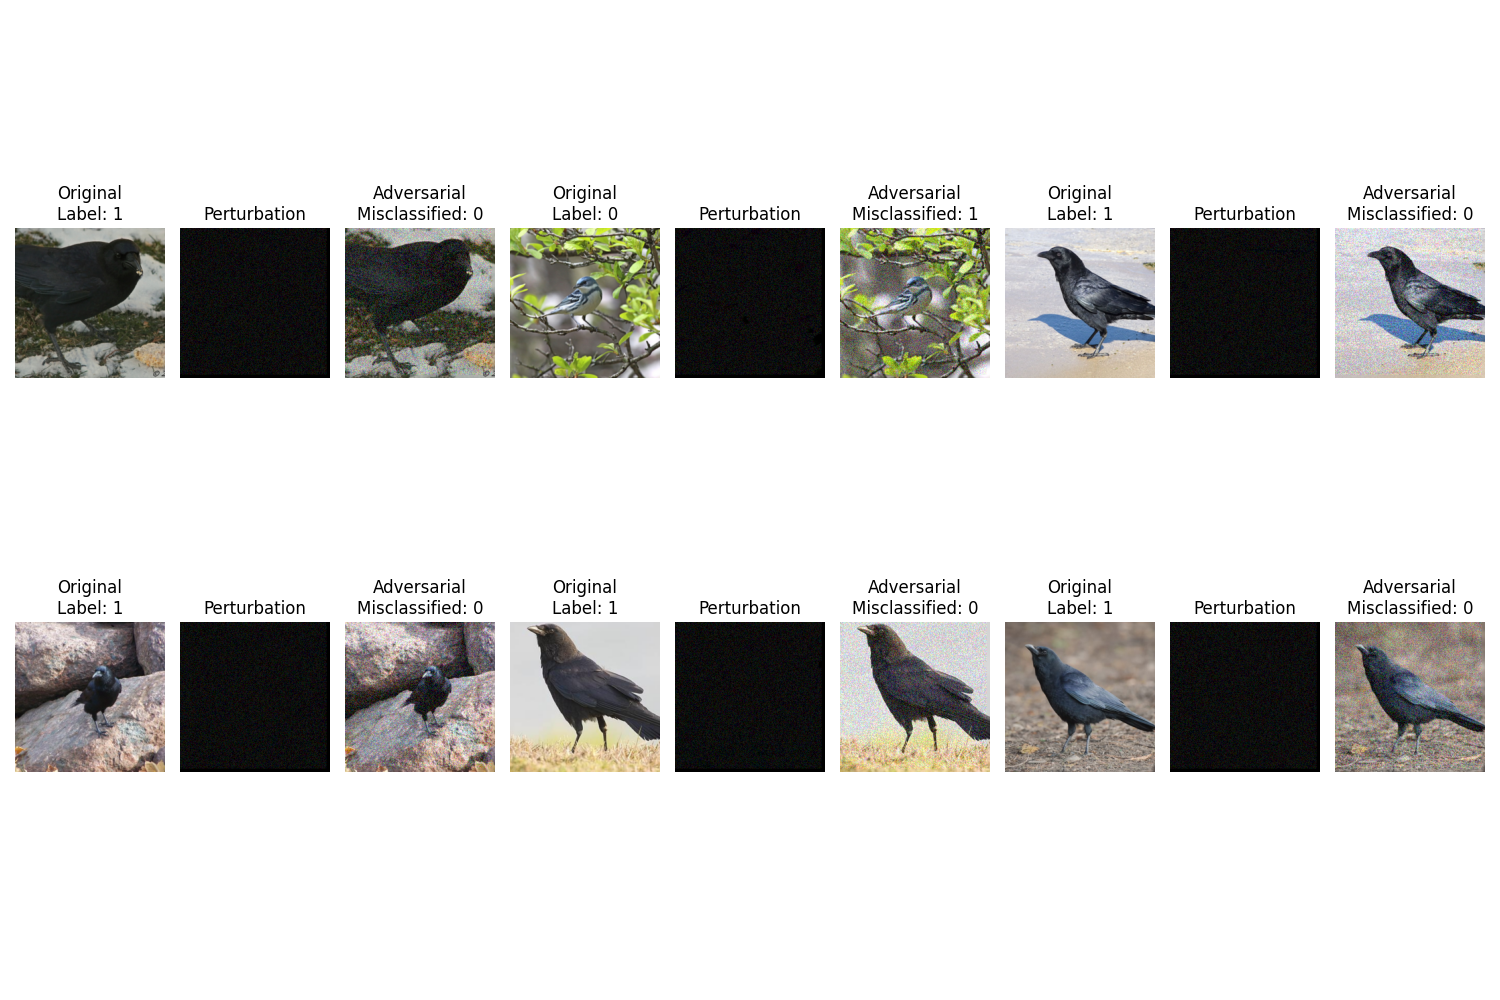 Original
Label: 1
Perturbation
Adversarial
Misclassified: 0
Original
Label: 0
Perturbation
Adversarial
Misclassified: 1
Original
Label: 1
Perturbation
Adversarial
Misclassified: 0
Original
Label: 1
Perturbation
Adversarial
Misclassified: 0
Original
Label: 1
Perturbation
Adversarial
Misclassified: 0
Original
Label: 1
Perturbation
Adversarial
Misclassified: 0